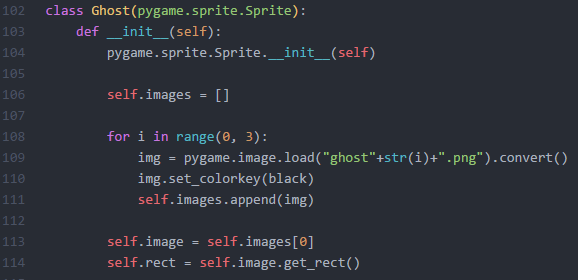 102 class Ghost(pygame.sprite.Sprite):
103     def __init__(self):
104         pygame.sprite.Sprite.__init__(self)
105
106         self.images = []
107
108         for i in range(0, 3):
109             img = pygame.image.load("ghost"+str(i)+".png").convert()
110             img.set_colorkey(black)
111             self.images.append(img)
112
113         self.image = self.images[0]
114         self.rect = self.image.get_rect()